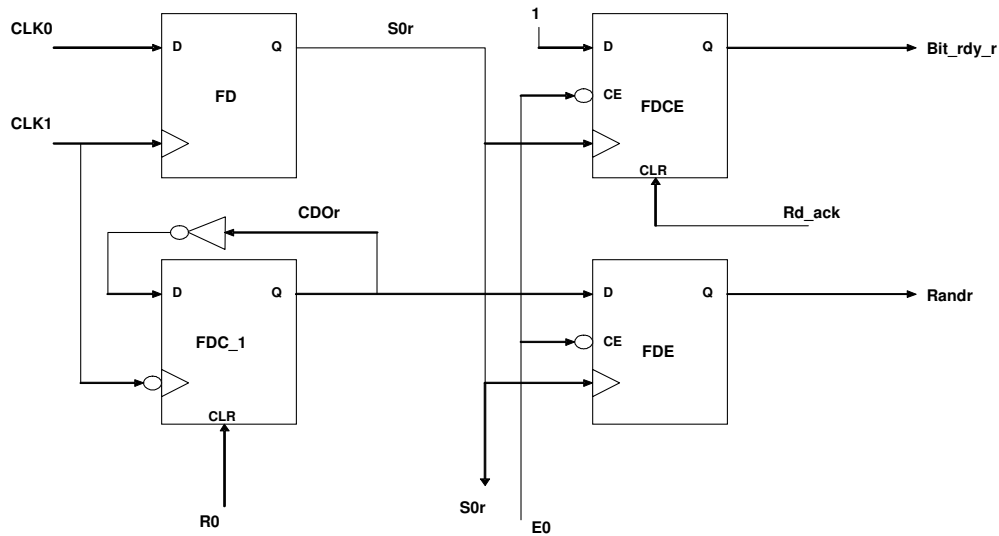 CLK0
CLK1
D
Q
FD
S0r
1
D
Q
CE
FDCE
CLR
Bit_rdy_r
Rd_ack
CDOr
D
Q
FDC_1
CLR
R0
D
Q
CE
FDE
Randr
S0r
E0